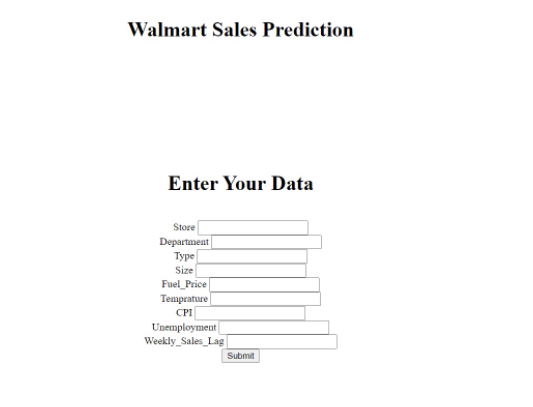 Walmart Sales Prediction
Enter Your Data
Store
Department
Type
Size
Fuel_Price
Temprature
CPI
Unemployment
Weekly_Sales_Lag
Submit